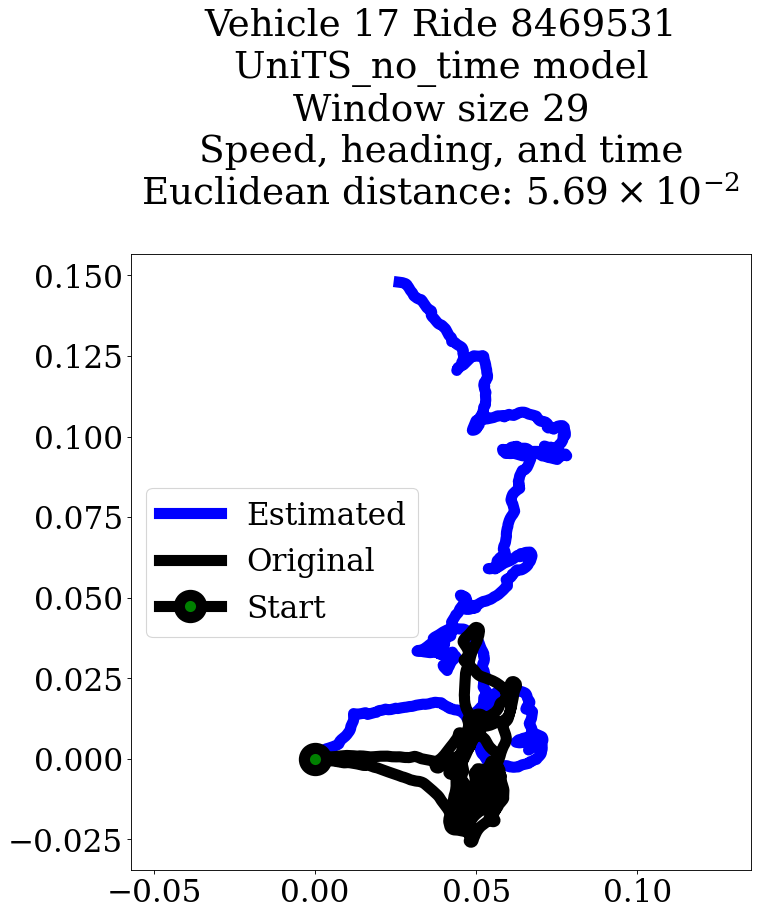 Vehicle 17 Ride 8469531
UniTS_no_time model
Window size 29
Speed, heading, and time
Euclidean distance: 5.69 × 10⁻²
0.150
0.125
0.100
0.075
0.050
0.025
0.000
−0.025
Estimated
Original
Start
−0.05 0.00 0.05 0.10